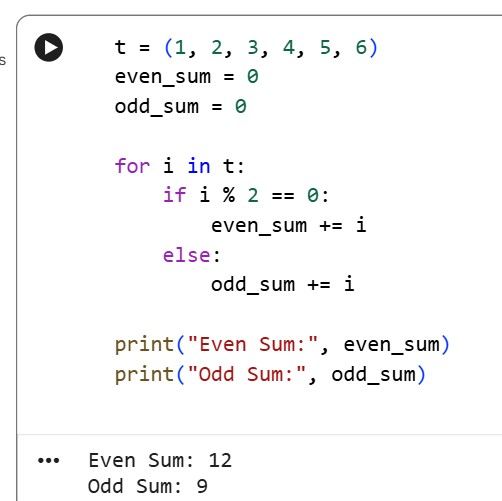 s
t = (1, 2, 3, 4, 5, 6)
even_sum = 0
odd_sum = 0
for i in t:
    if i % 2 == 0:
        even_sum += i
    else:
        odd_sum += i
print("Even Sum:", even_sum)
print("Odd Sum:", odd_sum)
Even Sum: 12
Odd Sum: 9